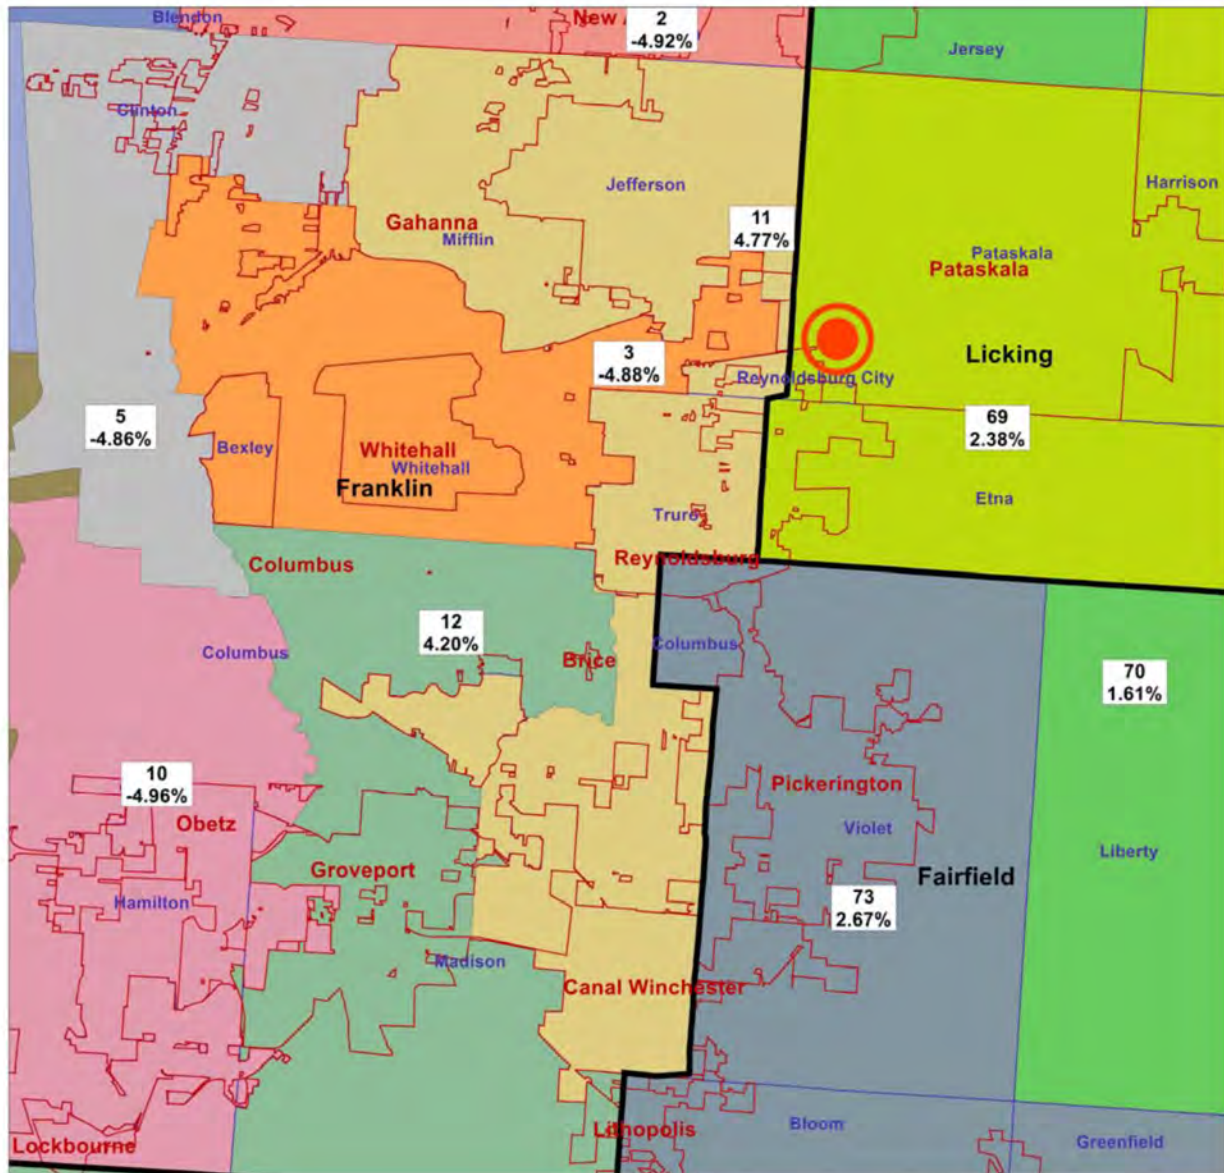 Blendon
New
2
-4.92%
Jersey
Clinton
Jefferson
Harrison
Gahanna
Mifflin
11
4.77%
Pataskala
Pataskala
3
-4.88%
Licking
Reynoldsburg City
5
-4.86%
Bexley
Whitehall
Whitehall
Franklin
69
2.38%
Etna
Truro
Columbus
Reynoldsburg
12
4.20%
Columbus
Brice
Columbus
70
1.61%
10
-4.96%
Obetz
Pickerington
Violet
Liberty
Groveport
Fairfield
Hamilton
73
2.67%
Madison
Canal Winchester
Lithopolis
Bloom
Greenfield
Lockbourne